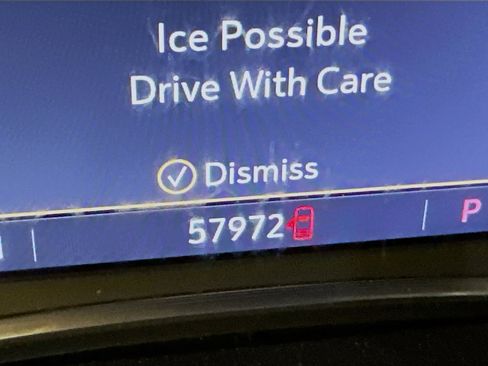 Ice Possible
Drive With Care
Dismiss
57972
P